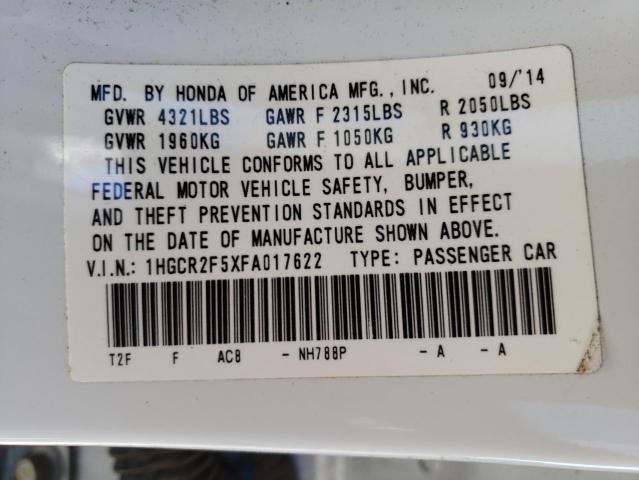 MFD. BY HONDA OF AMERICA MFG., INC. 09/'14
GVWR 4321LBS GAWR F 2315LBS R 2050LBS
GVWR 1960KG GAWR F 1050KG R 930KG
THIS VEHICLE CONFORMS TO ALL APPLICABLE
FEDERAL MOTOR VEHICLE SAFETY, BUMPER,
AND THEFT PREVENTION STANDARDS IN EFFECT
ON THE DATE OF MANUFACTURE SHOWN ABOVE.
V.I.N.: 1HGCR2F5XFA017622 TYPE: PASSENGER CAR
T2F F AC8 - NH788P - A - A